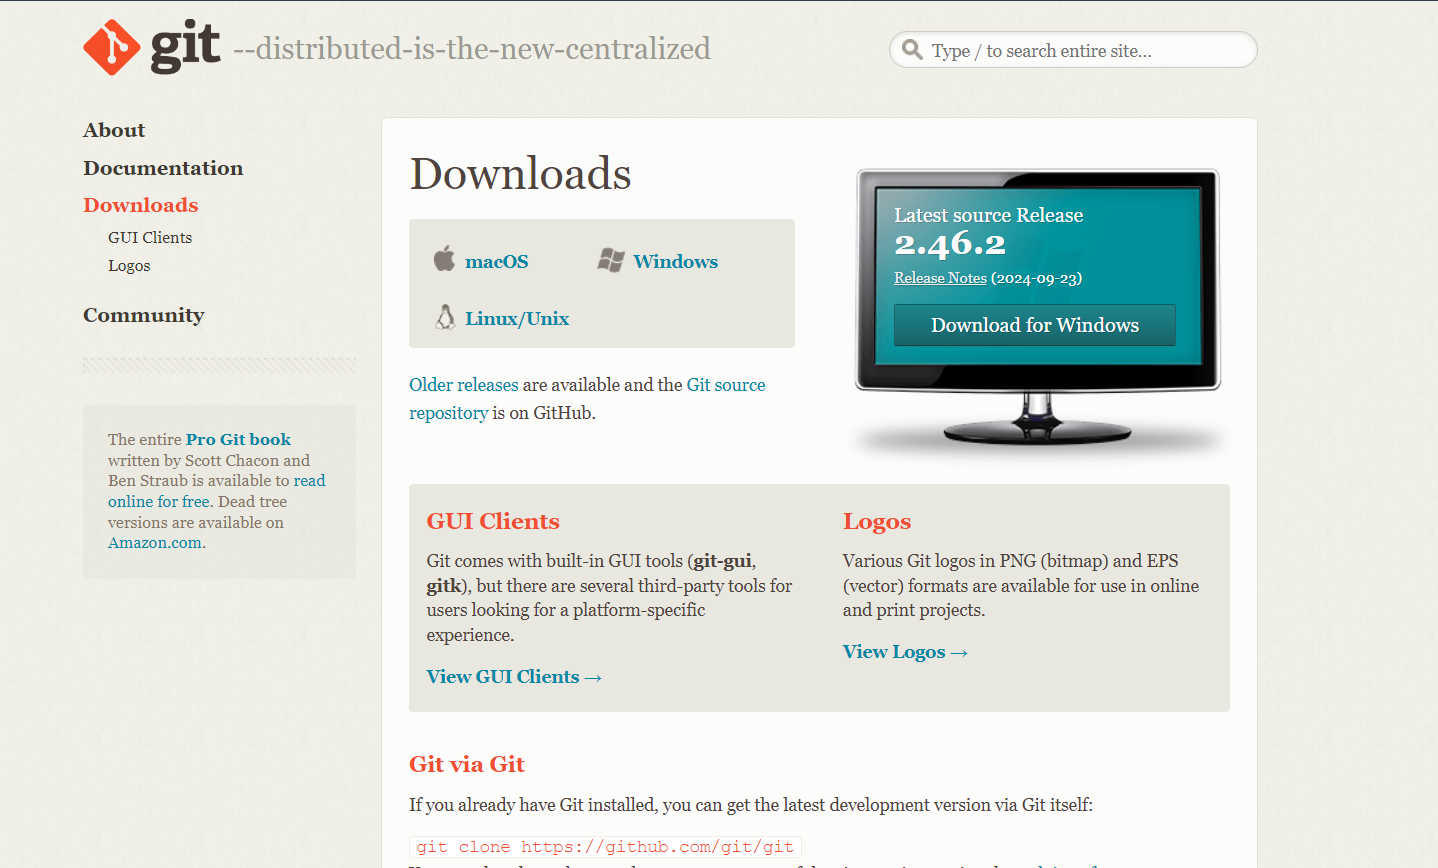 git --distributed-is-the-new-centralized
Type / to search entire site...
About
Documentation
Downloads
GUI Clients
Logos
Community
The entire Pro Git book
written by Scott Chacon and
Ben Straub is available to read
online for free. Dead tree
versions are available on
Amazon.com.
Downloads
macOS
Windows
Linux/Unix
Older releases are available and the Git source
repository is on GitHub.
Latest source Release
2.46.2
Release Notes (2024-09-23)
Download for Windows
GUI Clients
Git comes with built-in GUI tools (git-gui,
gitk), but there are several third-party tools for
users looking for a platform-specific
experience.
View GUI Clients →
Logos
Various Git logos in PNG (bitmap) and EPS
(vector) formats are available for use in online
and print projects.
View Logos →
Git via Git
If you already have Git installed, you can get the latest development version via Git itself:
git clone https://github.com/git/git